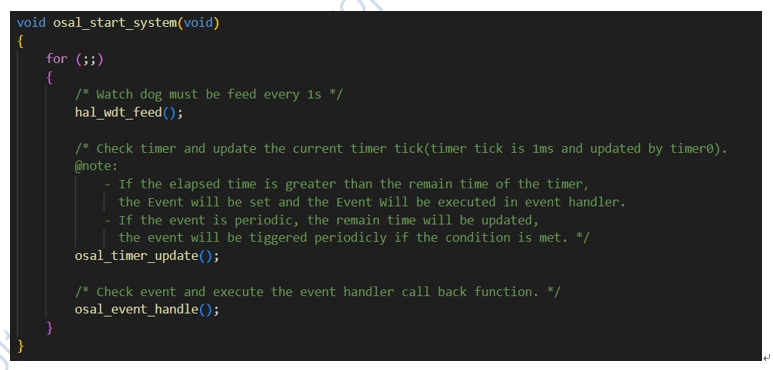 void osal_start_system(void)
{
    for (;;)
    {
        /* Watch dog must be feed every 1s */
        hal_wdt_feed();

        /* Check timer and update the current timer tick(timer tick is 1ms and updated by timer0).
        @note:
            - If the elapsed time is greater than the remain time of the timer,
              the Event will be set and the Event Will be executed in event handler.
            - If the event is periodic, the remain time will be updated,
              the event will be tiggered periodicly if the condition is met. */
        osal_timer_update();

        /* Check event and execute the event handler call back function. */
        osal_event_handle();
    }
}